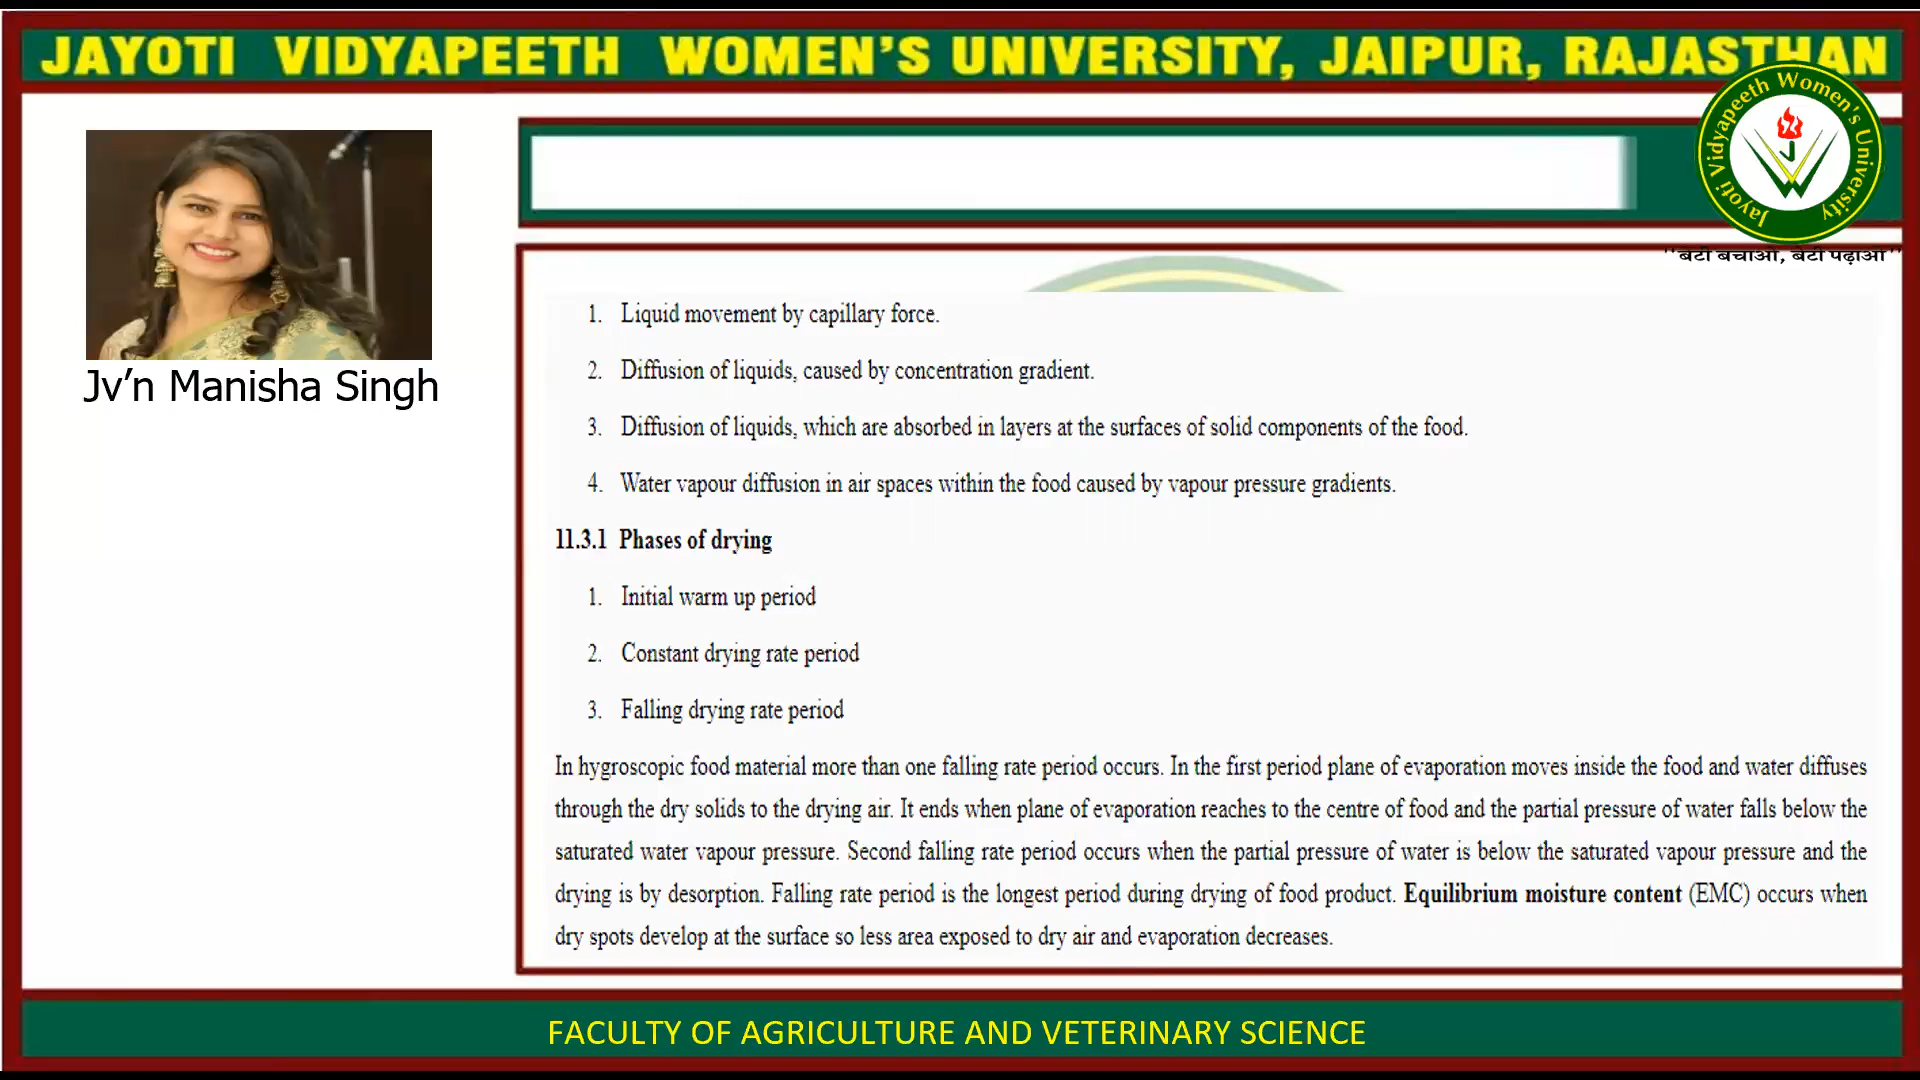 JAYOTI VIDYAPEETH WOMEN'S UNIVERSITY, JAIPUR, RAJASTHAN
Jayoti Vidyapeeth Women's University
''बेटी बचाओ, बेटी पढ़ाओ''
Jv'n Manisha Singh
1. Liquid movement by capillary force.
2. Diffusion of liquids, caused by concentration gradient.
3. Diffusion of liquids, which are absorbed in layers at the surfaces of solid components of the food.
4. Water vapour diffusion in air spaces within the food caused by vapour pressure gradients.
11.3.1 Phases of drying
1. Initial warm up period
2. Constant drying rate period
3. Falling drying rate period
In hygroscopic food material more than one falling rate period occurs. In the first period plane of evaporation moves inside the food and water diffuses
through the dry solids to the drying air. It ends when plane of evaporation reaches to the centre of food and the partial pressure of water falls below the
saturated water vapour pressure. Second falling rate period occurs when the partial pressure of water is below the saturated vapour pressure and the
drying is by desorption. Falling rate period is the longest period during drying of food product. Equilibrium moisture content (EMC) occurs when
dry spots develop at the surface so less area exposed to dry air and evaporation decreases.
FACULTY OF AGRICULTURE AND VETERINARY SCIENCE